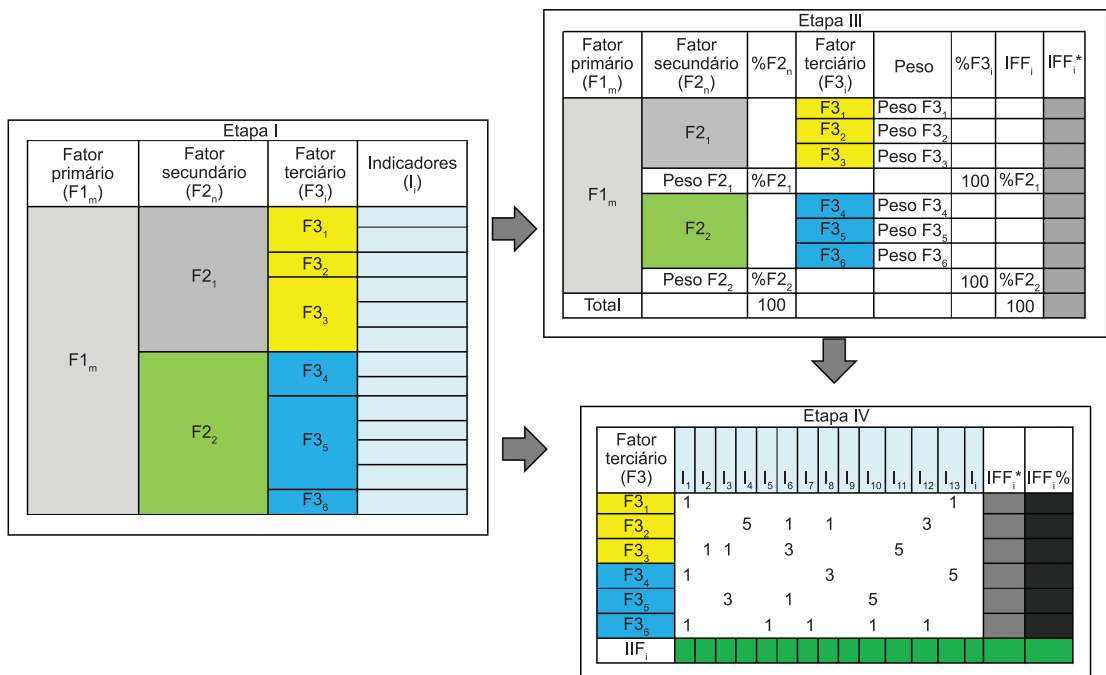 Etapa I
Fator primário (F1m) Fator secundário (F2n) Fator terciário (F3i) Indicadores (Ii)
F1m
F21
F31
F32
F33
F22
F34
F35
F36
Etapa III
Fator primário (F1m) Fator secundário (F2n) %F2n Fator terciário (F3i) Peso %F3i IFFi IFFi*
F1m
F21
F31 Peso F31
F32 Peso F32
F33 Peso F33
Peso F21 %F21 100 %F21
F22
F34 Peso F34
F35 Peso F35
F36 Peso F36
Peso F22 %F22 100 %F22
Total 100 100
Etapa IV
Fator terciário (F3) I1 I2 I3 I4 I5 I6 I7 I8 I9 I10 I11 I12 I13 Ii IFFi* IFFi%
F31 1 1
F32 5 1 1 3
F33 1 1 3 5
F34 1 3 5
F35 3 1 5
F36 1 1 1 1 1
IIFi